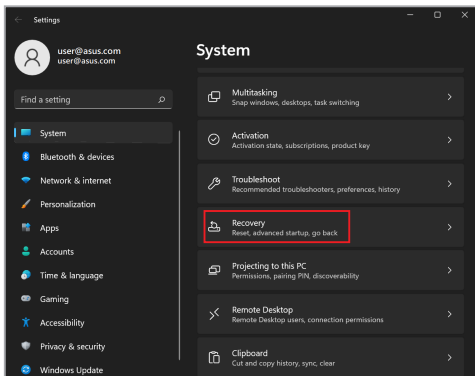 Settings
user@asus.com
user@asus.com
Find a setting
System
Bluetooth & devices
Network & internet
Personalization
Apps
Accounts
Time & language
Gaming
Accessibility
Privacy & security
Windows Update
System
Multitasking
Snap windows, desktops, task switching
Activation
Activation state, subscriptions, product key
Troubleshoot
Recommended troubleshooters, preferences, history
Recovery
Reset, advanced startup, go back
Projecting to this PC
Permissions, pairing PIN, discoverability
Remote Desktop
Remote Desktop users, connection permissions
Clipboard
Cut and copy history, sync, clear